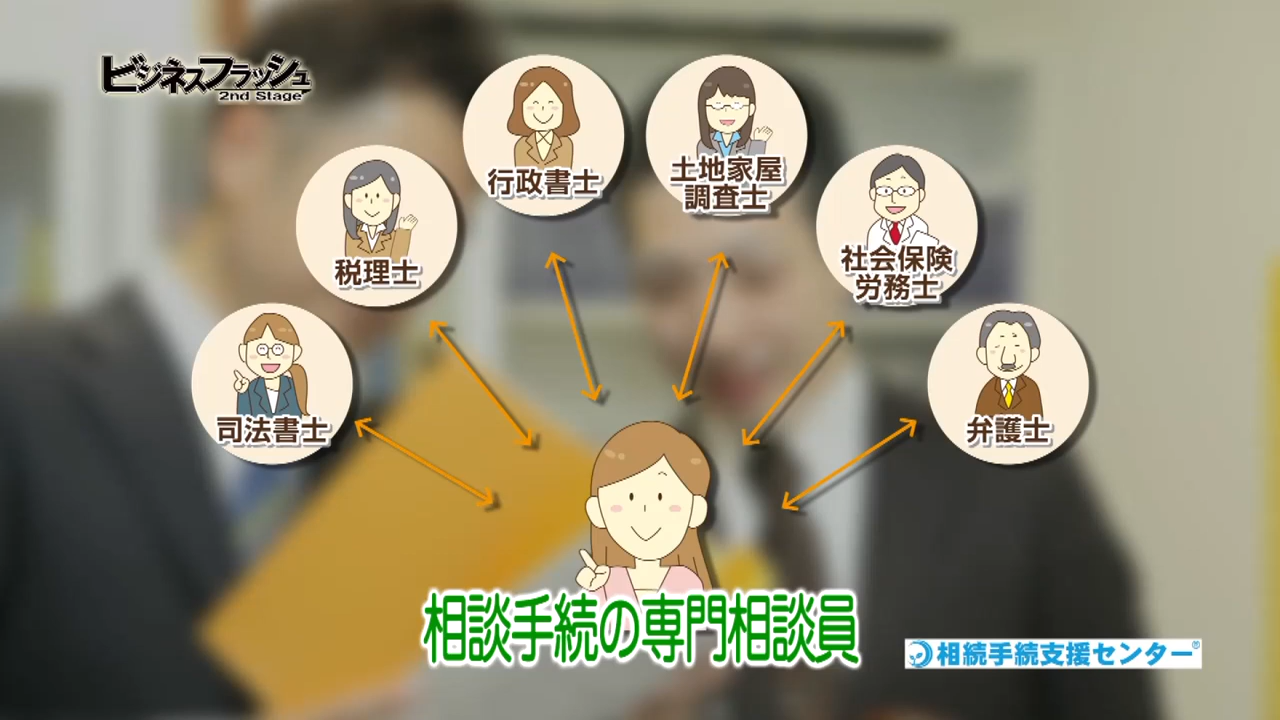 ビジネスフラッシュ
2nd Stage
行政書士
土地家屋
調査士
税理士
社会保険
労務士
司法書士
弁護士
相談手続の専門相談員
相続手続支援センター®